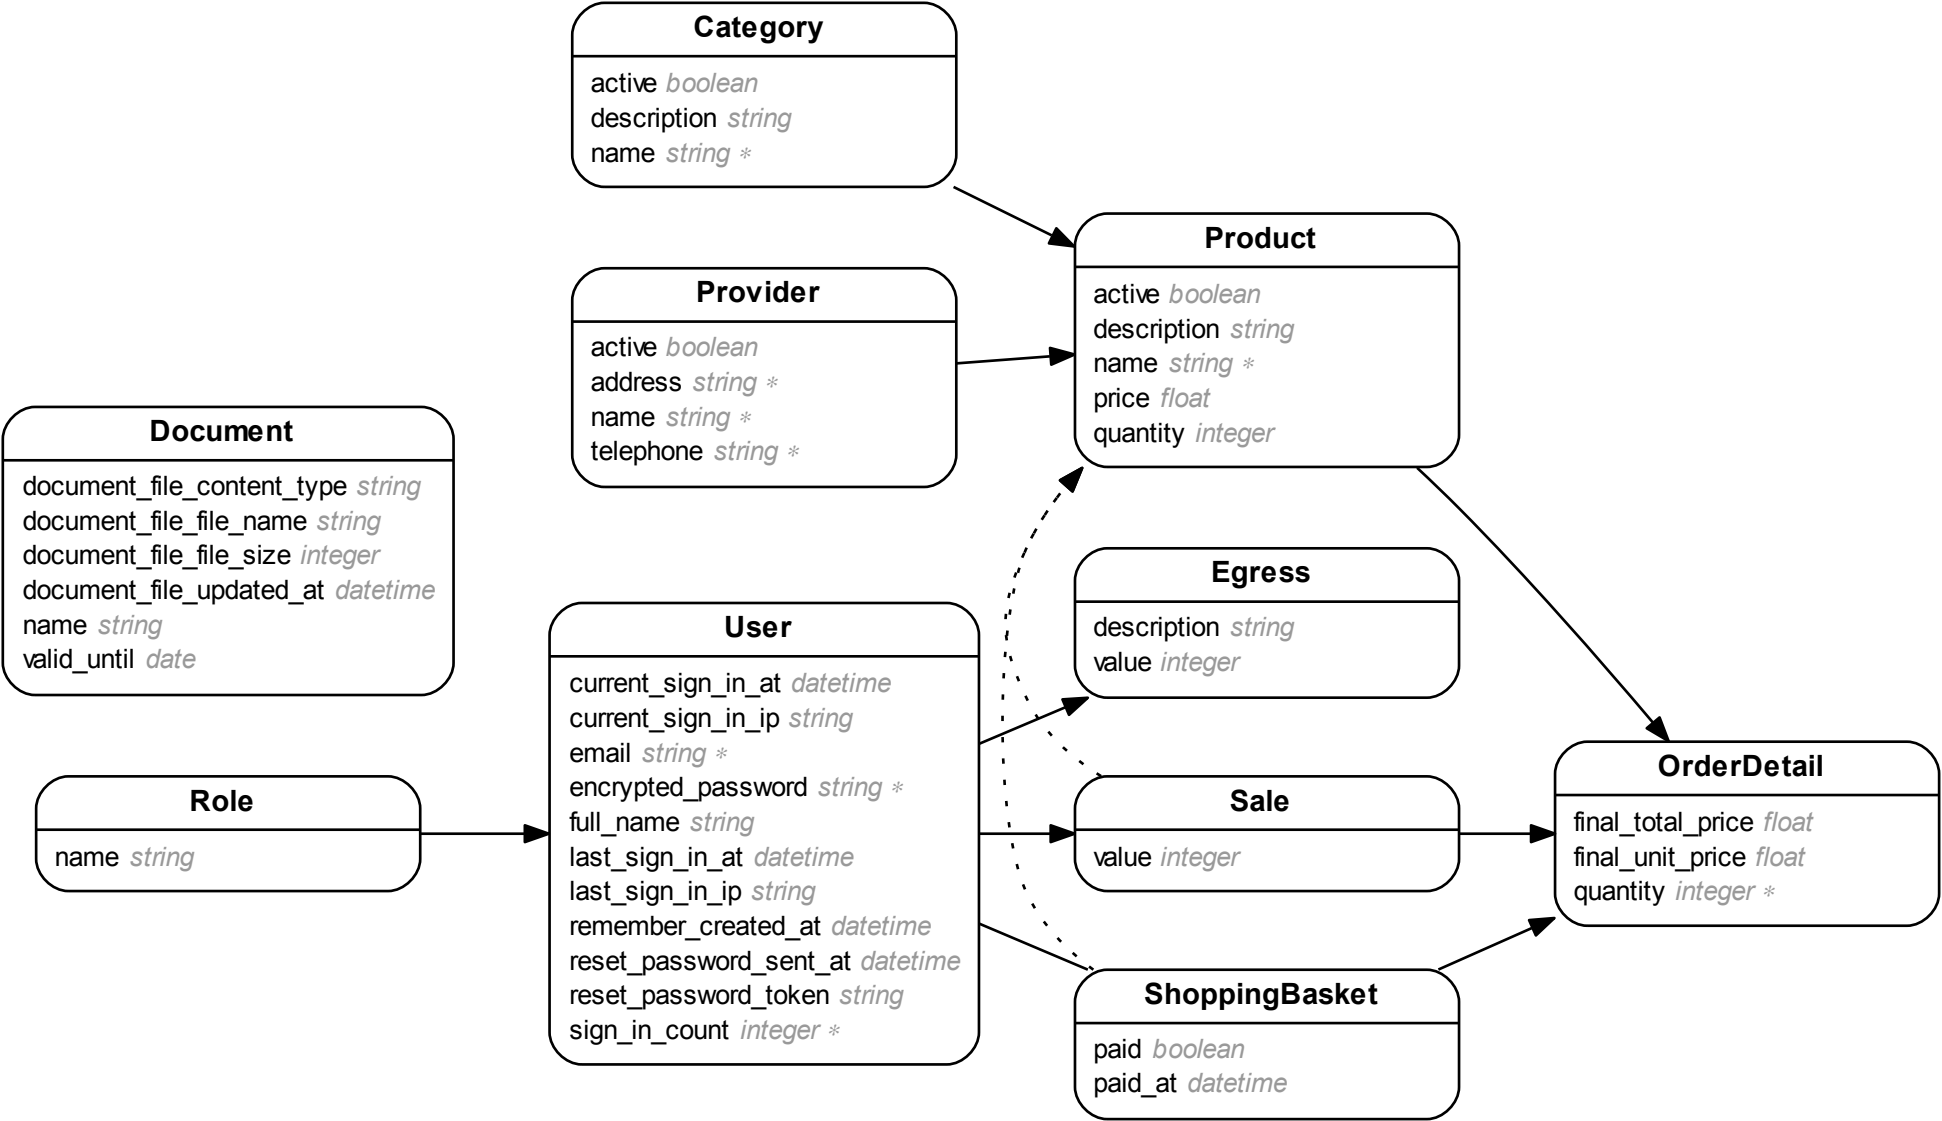 Category
active boolean
description string
name string ∗
Provider
active boolean
address string ∗
name string ∗
telephone string ∗
Product
active boolean
description string
name string ∗
price float
quantity integer
Document
document_file_content_type string
document_file_file_name string
document_file_file_size integer
document_file_updated_at datetime
name string
valid_until date
Role
name string
User
current_sign_in_at datetime
current_sign_in_ip string
email string ∗
encrypted_password string ∗
full_name string
last_sign_in_at datetime
last_sign_in_ip string
remember_created_at datetime
reset_password_sent_at datetime
reset_password_token string
sign_in_count integer ∗
Egress
description string
value integer
Sale
value integer
ShoppingBasket
paid boolean
paid_at datetime
OrderDetail
final_total_price float
final_unit_price float
quantity integer ∗